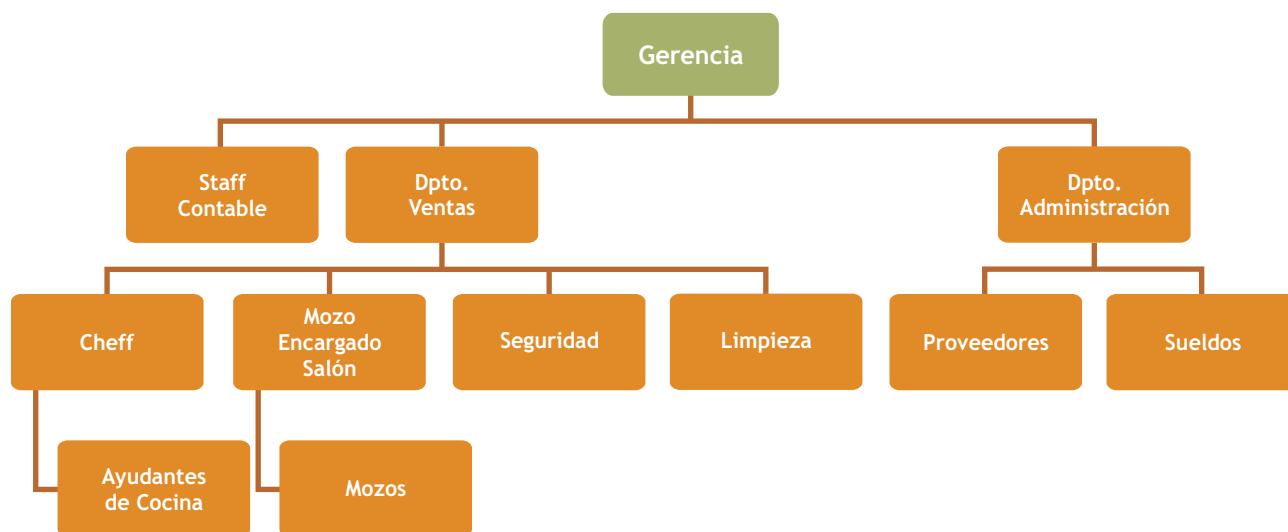 Gerencia
Staff
Contable
Dpto.
Ventas
Dpto.
Administración
Cheff
Mozo
Encargado
Salón
Seguridad
Limpieza
Proveedores
Sueldos
Ayudantes
de Cocina
Mozos